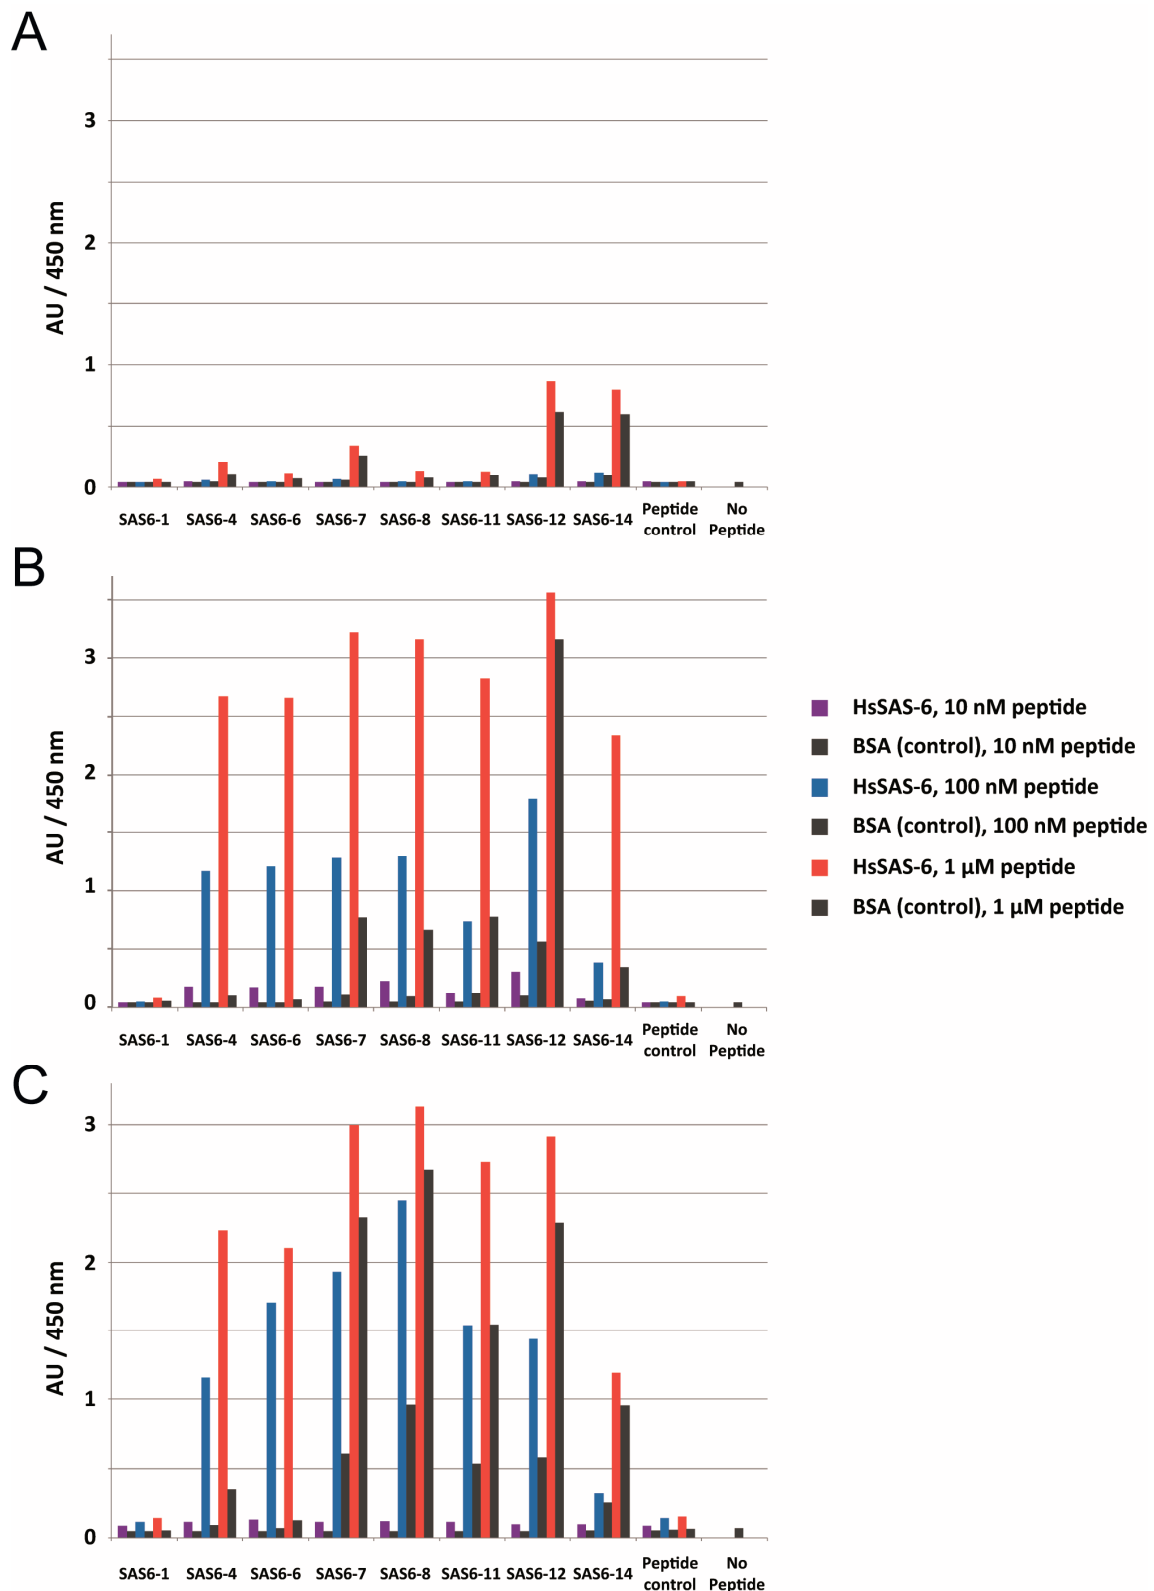 A
3
2
1
0
AU / 450 nm
SAS6-1 SAS6-4 SAS6-6 SAS6-7 SAS6-8 SAS6-11 SAS6-12 SAS6-14 Peptide No
control Peptide
B
3
2
1
0
AU / 450 nm
SAS6-1 SAS6-4 SAS6-6 SAS6-7 SAS6-8 SAS6-11 SAS6-12 SAS6-14 Peptide No
control Peptide
HsSAS-6, 10 nM peptide
BSA (control), 10 nM peptide
HsSAS-6, 100 nM peptide
BSA (control), 100 nM peptide
HsSAS-6, 1 µM peptide
BSA (control), 1 µM peptide
C
3
2
1
0
AU / 450 nm
SAS6-1 SAS6-4 SAS6-6 SAS6-7 SAS6-8 SAS6-11 SAS6-12 SAS6-14 Peptide No
control Peptide